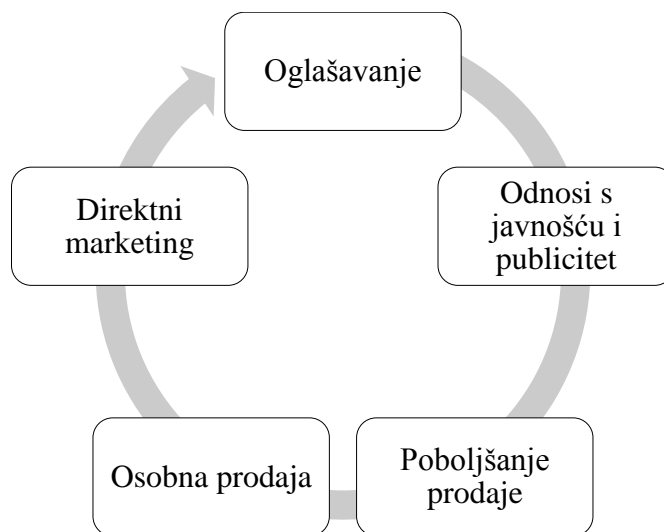 Oglašavanje
Odnosi s
javnošću i
publicitet
Poboljšanje
prodaje
Osobna prodaja
Direktni
marketing